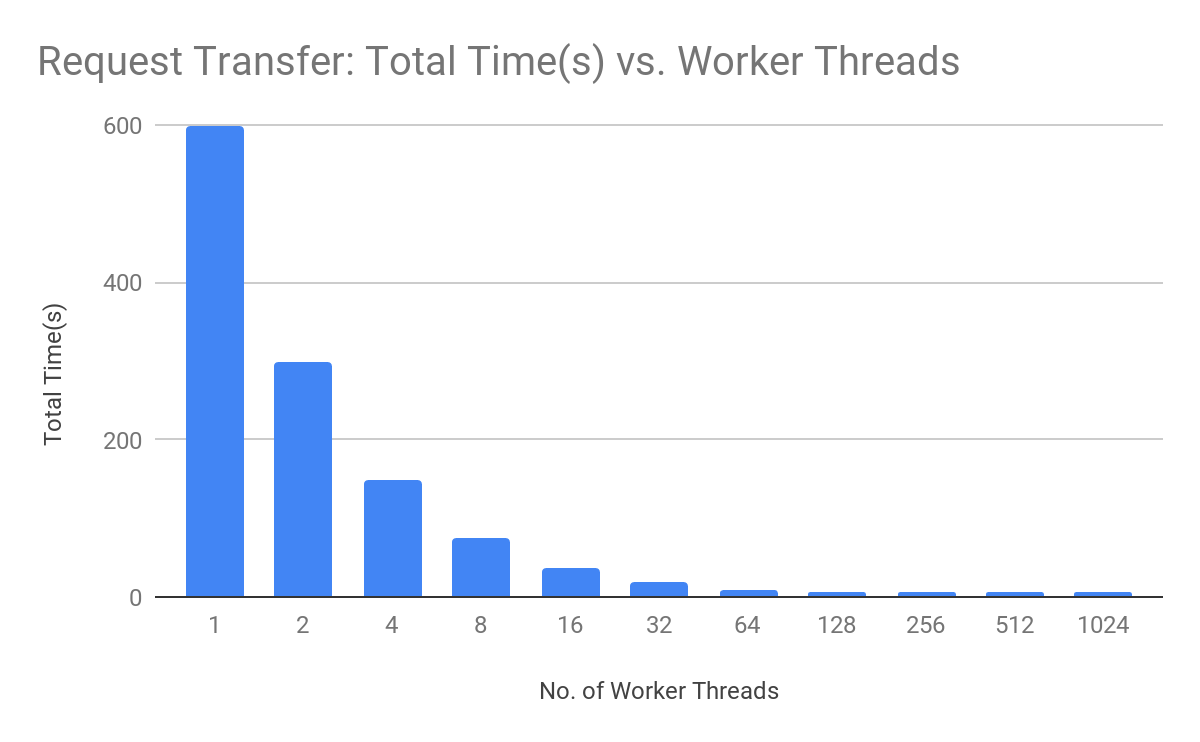 Request Transfer: Total Time(s) vs. Worker Threads
600
400
200
0
Total Time(s)
1 2 4 8 16 32 64 128 256 512 1024
No. of Worker Threads